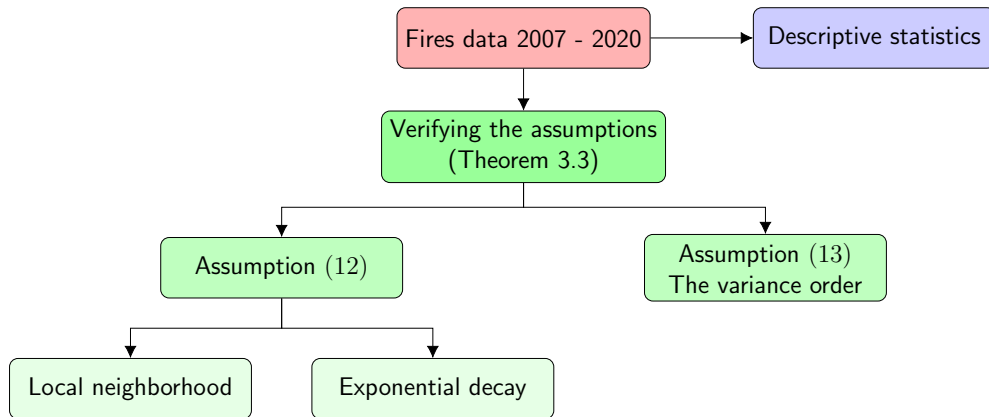 Fires data 2007 - 2020
Descriptive statistics
Verifying the assumptions
(Theorem 3.3)
Assumption (12)
Assumption (13)
The variance order
Local neighborhood
Exponential decay